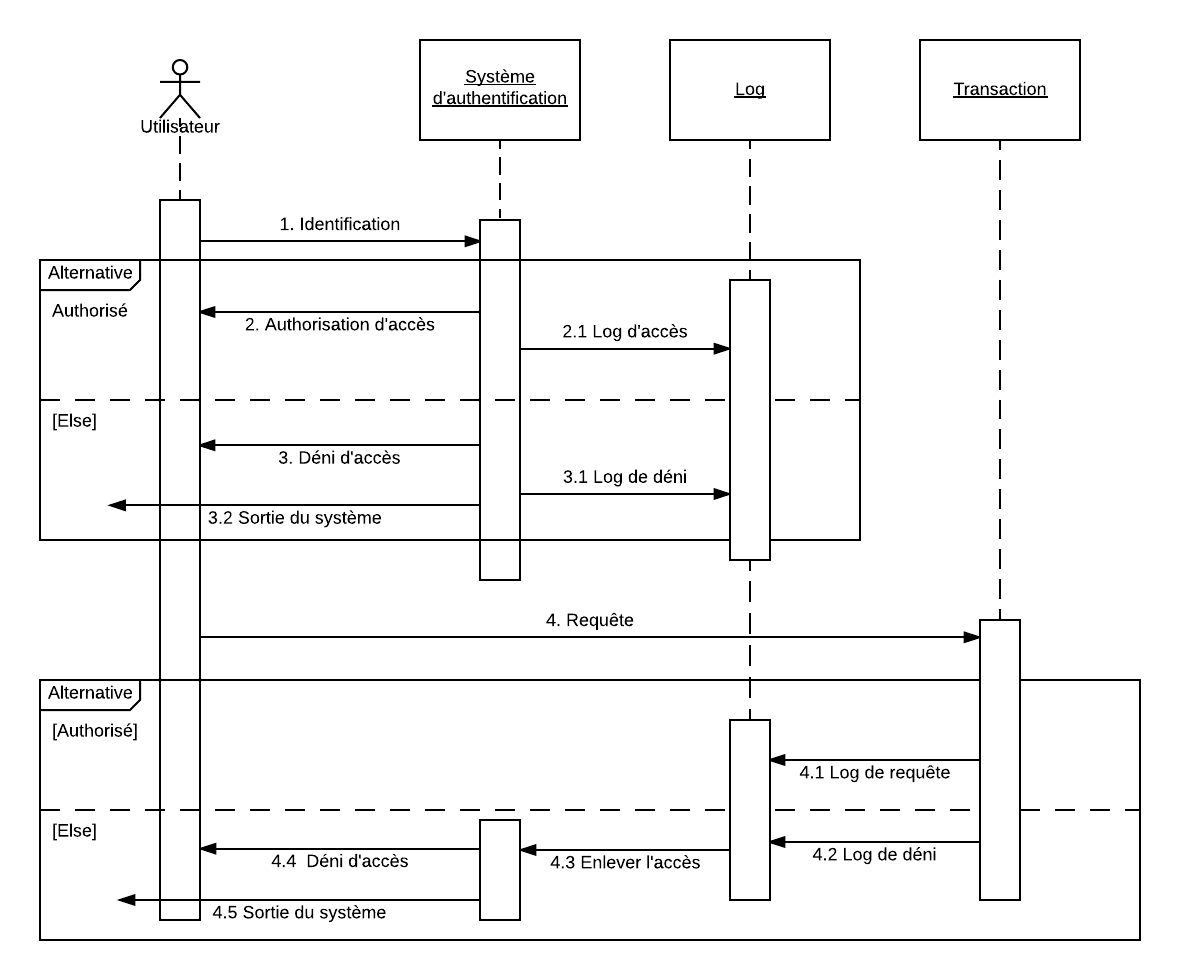 Utilisateur
Système
d'authentification
Log
Transaction
1. Identification
Alternative
Authorisé
2. Authorisation d'accès
2.1 Log d'accès
[Else]
3. Déni d'accès
3.1 Log de déni
3.2 Sortie du système
4. Requête
Alternative
[Authorisé]
4.1 Log de requête
[Else]
4.2 Log de déni
4.3 Enlever l'accès
4.4 Déni d'accès
4.5 Sortie du système